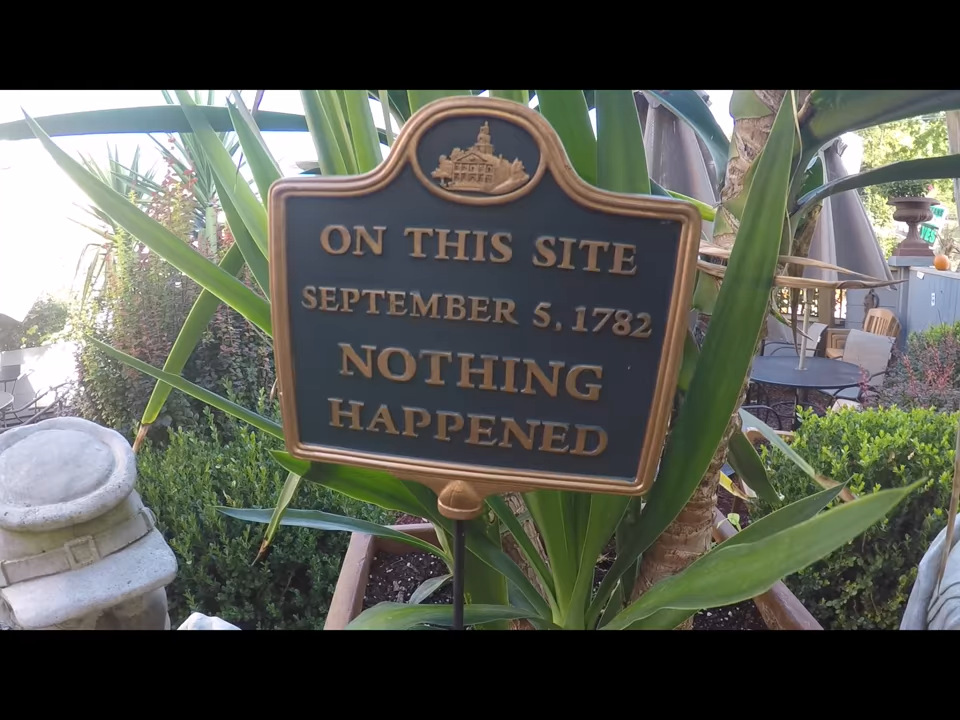 ON THIS SITE
SEPTEMBER 5, 1782
NOTHING
HAPPENED